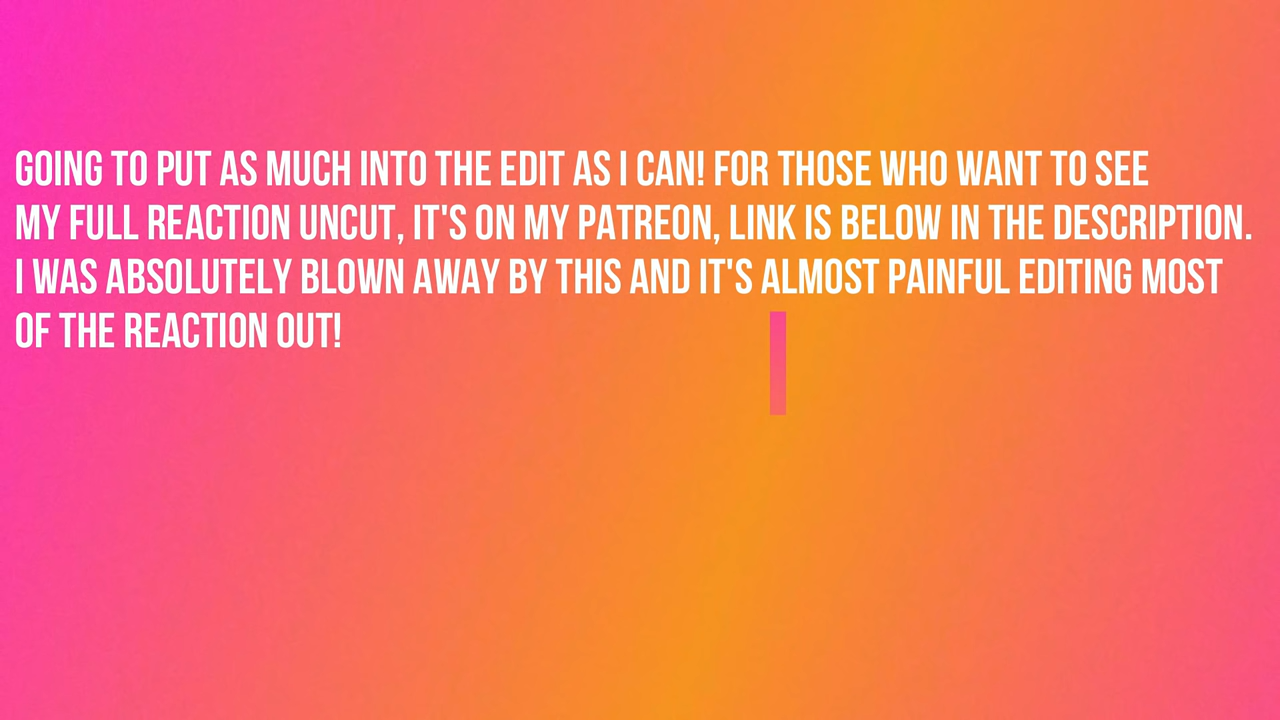 GOING TO PUT AS MUCH INTO THE EDIT AS I CAN! FOR THOSE WHO WANT TO SEE
MY FULL REACTION UNCUT, IT'S ON MY PATREON, LINK IS BELOW IN THE DESCRIPTION.
I WAS ABSOLUTELY BLOWN AWAY BY THIS AND IT'S ALMOST PAINFUL EDITING MOST
OF THE REACTION OUT!